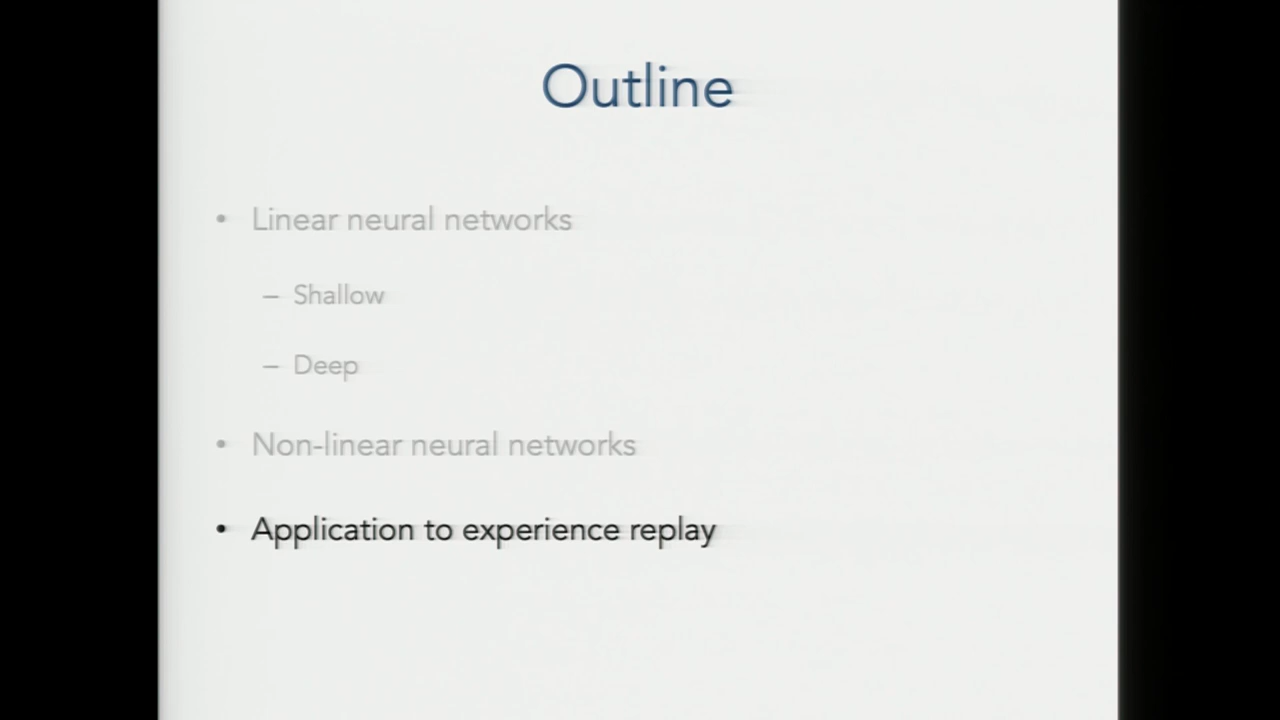 Outline
• Linear neural networks
– Shallow
– Deep
• Non-linear neural networks
• Application to experience replay